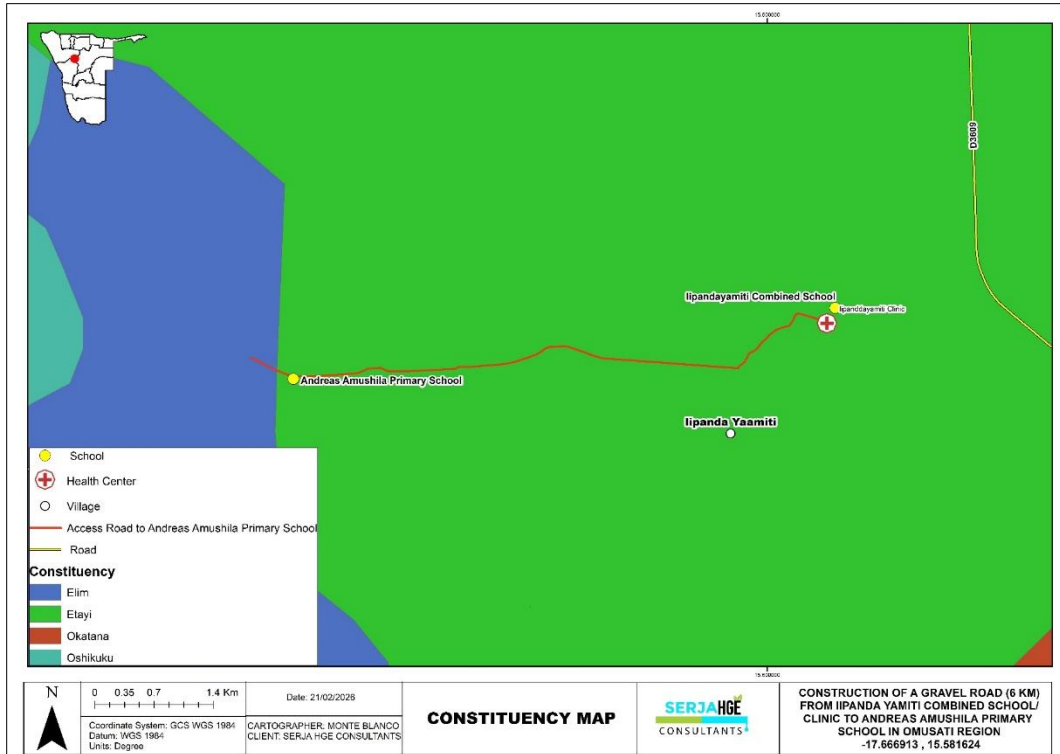 15.600000
D3609
Iipandayamiti Combined School
Iipanddayamiti Clinic
Andreas Amushila Primary School
Iipanda Yaamiti
School
Health Center
Village
Access Road to Andreas Amushila Primary School
Road
Constituency
Elim
Etayi
Okatana
Oshikuku
15.600000
N
0 0.35 0.7 1.4 Km
Coordinate System: GCS WGS 1984
Datum: WGS 1984
Units: Degree
Date: 21/02/2026
CARTOGRAPHER: MONTE BLANCO
CLIENT: SERJA HGE CONSULTANTS
CONSTITUENCY MAP
SERJAHGE
CONSULTANTS
CONSTRUCTION OF A GRAVEL ROAD (6 KM)
FROM IIPANDA YAMITI COMBINED SCHOOL/
CLINIC TO ANDREAS AMUSHILA PRIMARY
SCHOOL IN OMUSATI REGION
-17.666913 , 15.581624